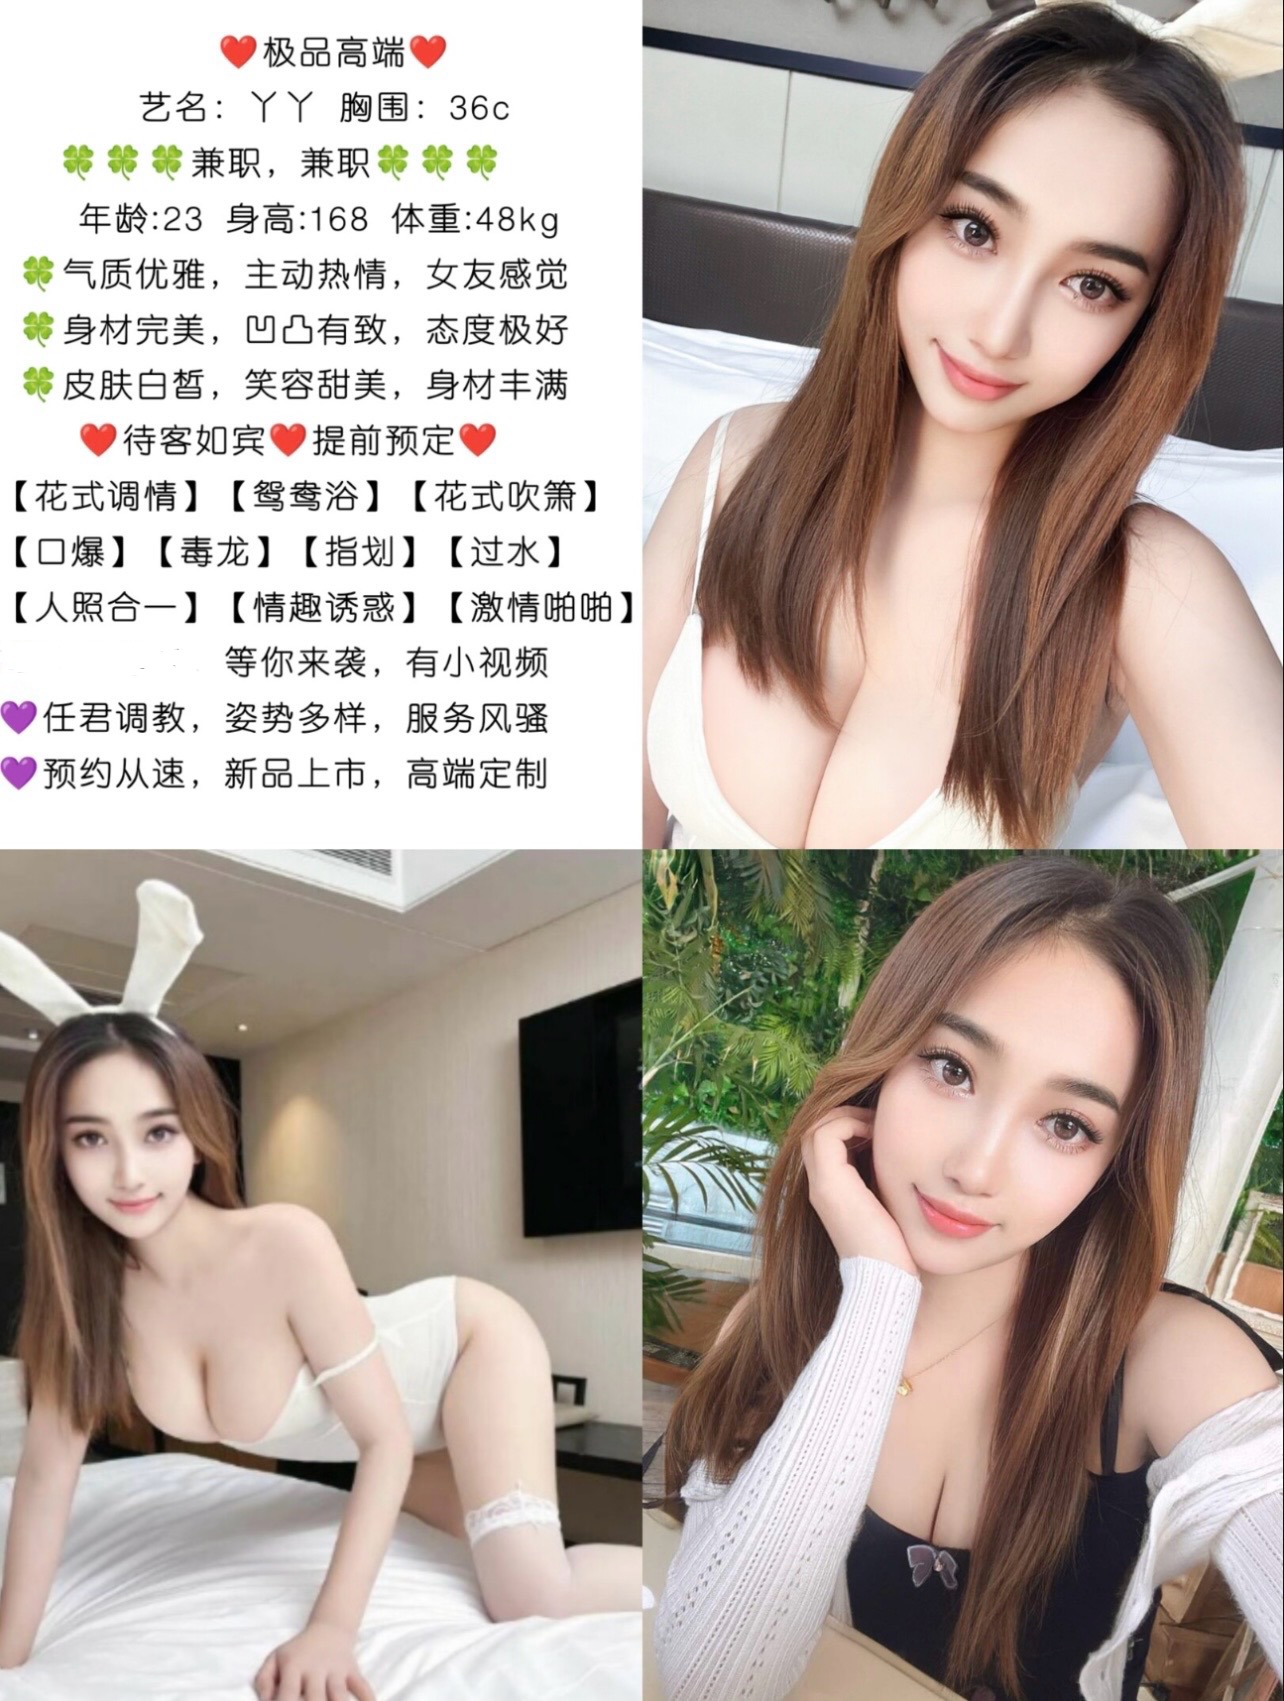 ❤️极品高端❤️
艺名：丫丫 胸围：36c
🍀🍀🍀兼职，兼职🍀🍀🍀
年龄:23 身高:168 体重:48kg
🍀气质优雅，主动热情，女友感觉
🍀身材完美，凹凸有致，态度极好
🍀皮肤白皙，笑容甜美，身材丰满
❤️待客如宾❤️提前预定❤️
【花式调情】【鸳鸯浴】【花式吹箫】
【口爆】【毒龙】【指划】【过水】
【人照合一】【情趣诱惑】【激情啪啪】
等你来袭，有小视频
💜任君调教，姿势多样，服务风骚
💜预约从速，新品上市，高端定制